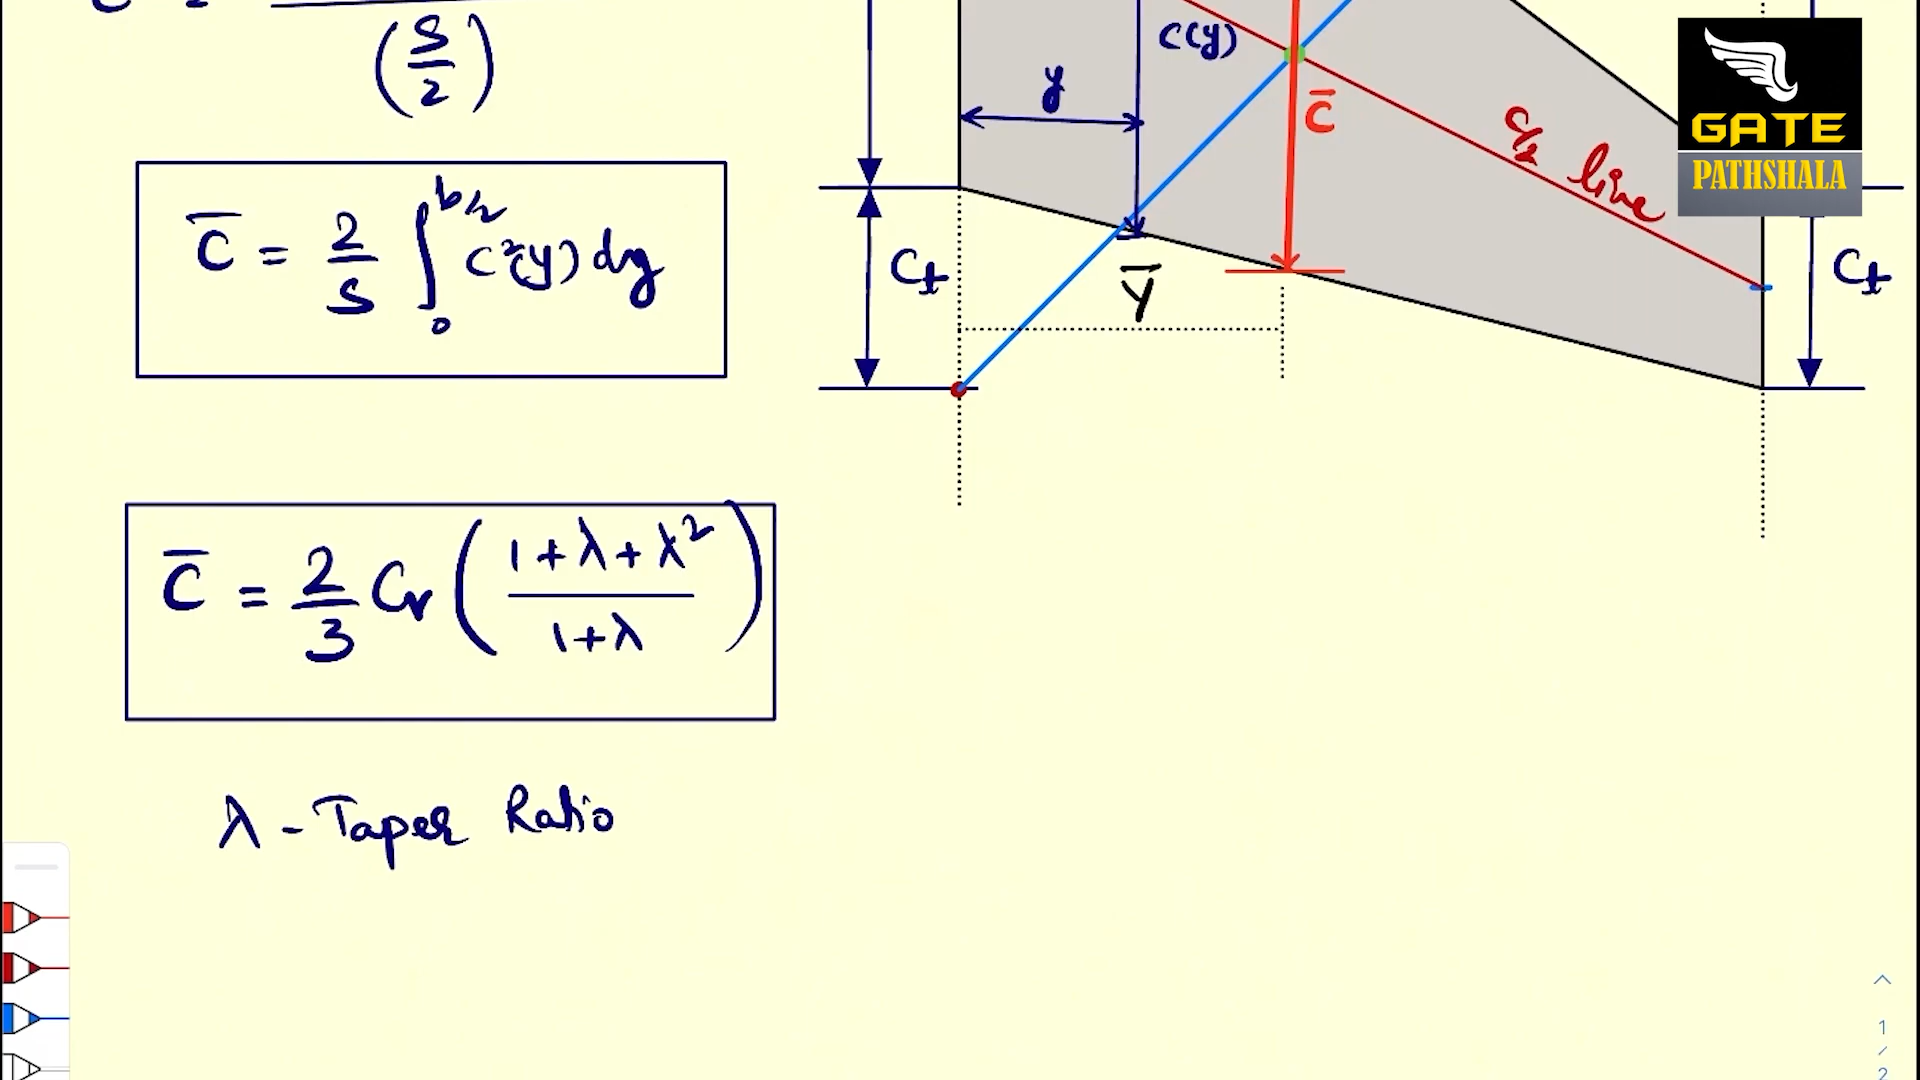 (S/2)
C̄ = 2/S ∫₀^{b/2} C²(y) dy
C̄ = 2/3 Cr ( (1+λ+λ²) / (1+λ) )
λ - Taper Ratio
C(y)
y
C̄
C/2 line
Ct
Ȳ
Ct
GATE
PATHSHALA
1
/
2